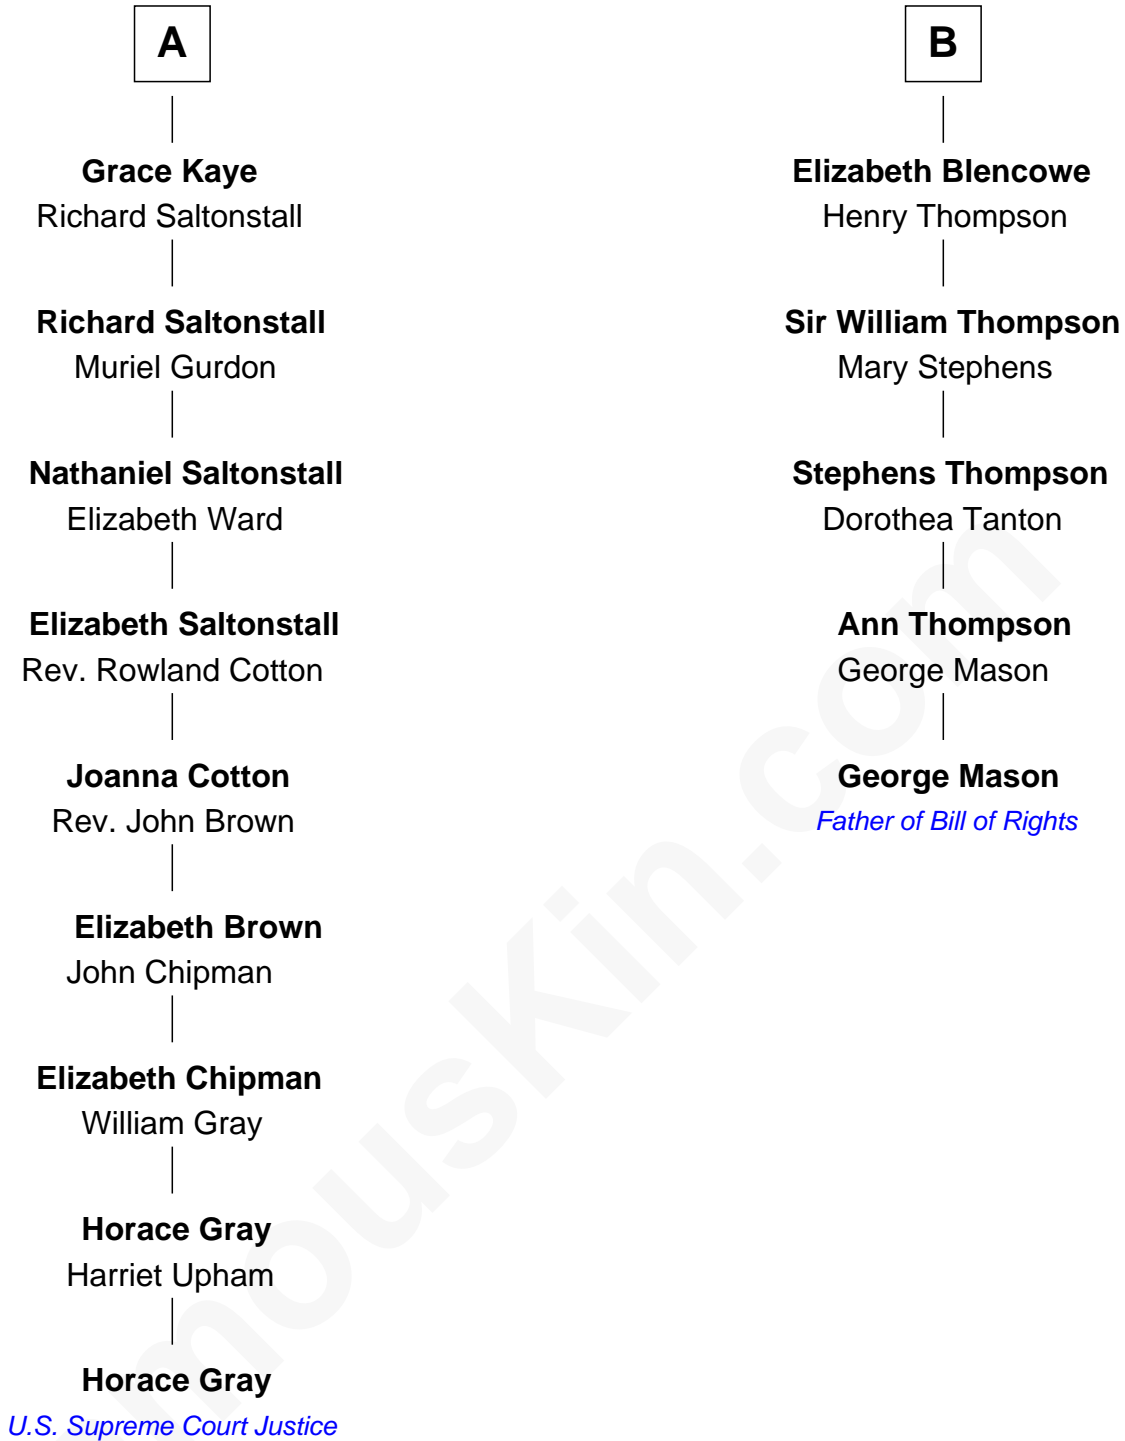 A
Grace Kaye
Richard Saltonstall
Richard Saltonstall
Muriel Gurdon
Nathaniel Saltonstall
Elizabeth Ward
Elizabeth Saltonstall
Rev. Rowland Cotton
Joanna Cotton
Rev. John Brown
Elizabeth Brown
John Chipman
Elizabeth Chipman
William Gray
Horace Gray
Harriet Upham
Horace Gray
U.S. Supreme Court Justice
B
Elizabeth Blencowe
Henry Thompson
Sir William Thompson
Mary Stephens
Stephens Thompson
Dorothea Tanton
Ann Thompson
George Mason
George Mason
Father of Bill of Rights
mouskin.com